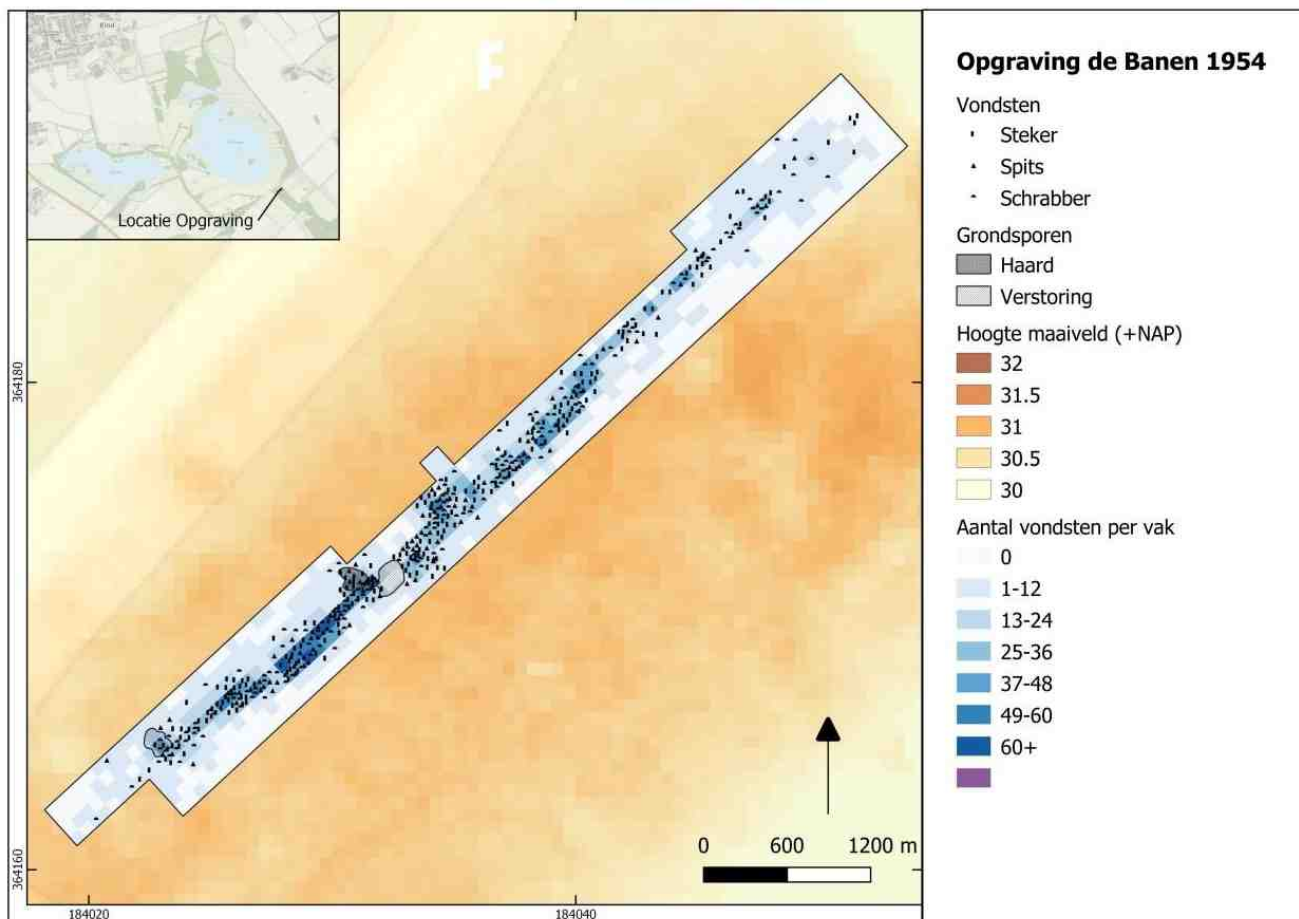 F
Locatie Opgraving
364180
364160
184020
184040
0 600 1200 m
Opgraving de Banen 1954
Vondsten
Steker
Spits
Schrabber
Grondsporen
Haard
Verstoring
Hoogte maaiveld (+NAP)
32
31.5
31
30.5
30
Aantal vondsten per vak
0
1-12
13-24
25-36
37-48
49-60
60+